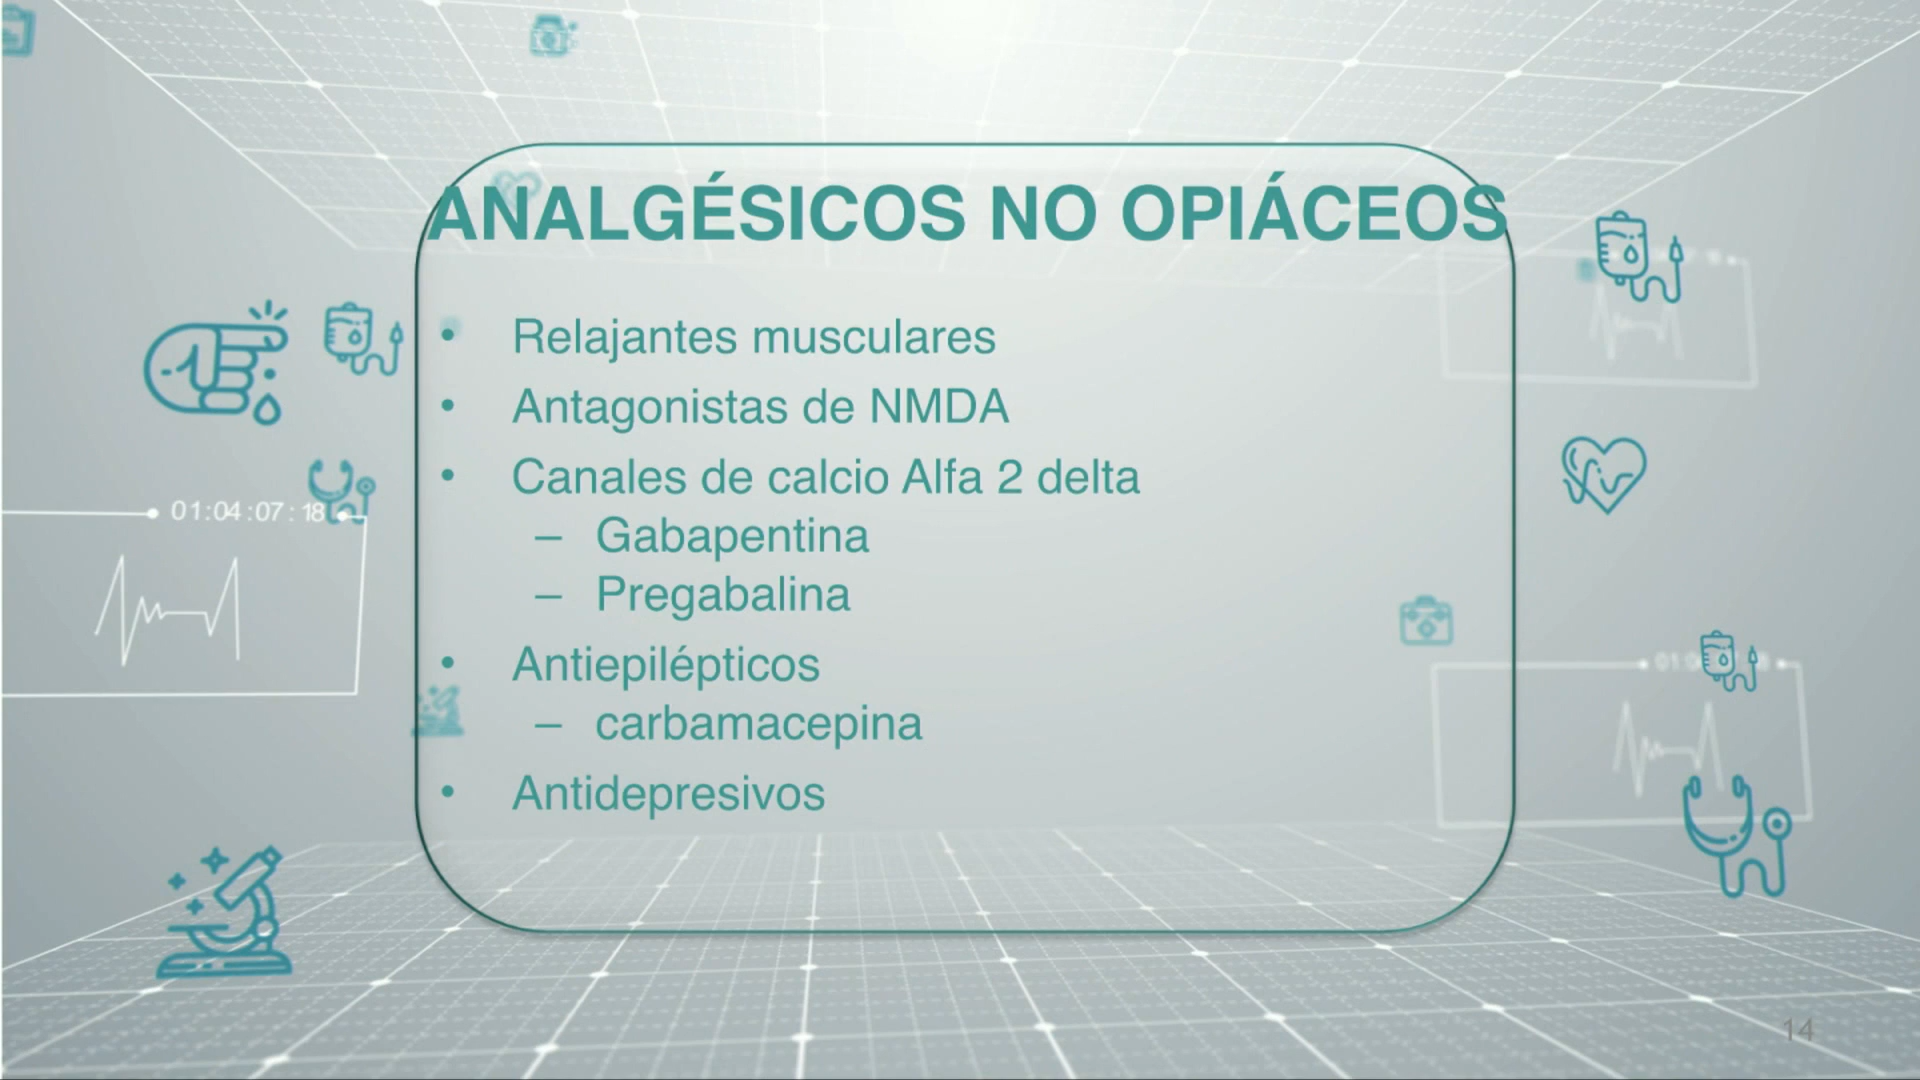 ANALGÉSICOS NO OPIÁCEOS
• Relajantes musculares
• Antagonistas de NMDA
• Canales de calcio Alfa 2 delta
– Gabapentina
– Pregabalina
• Antiepilépticos
– carbamacepina
• Antidepresivos
01:04:07:18
14